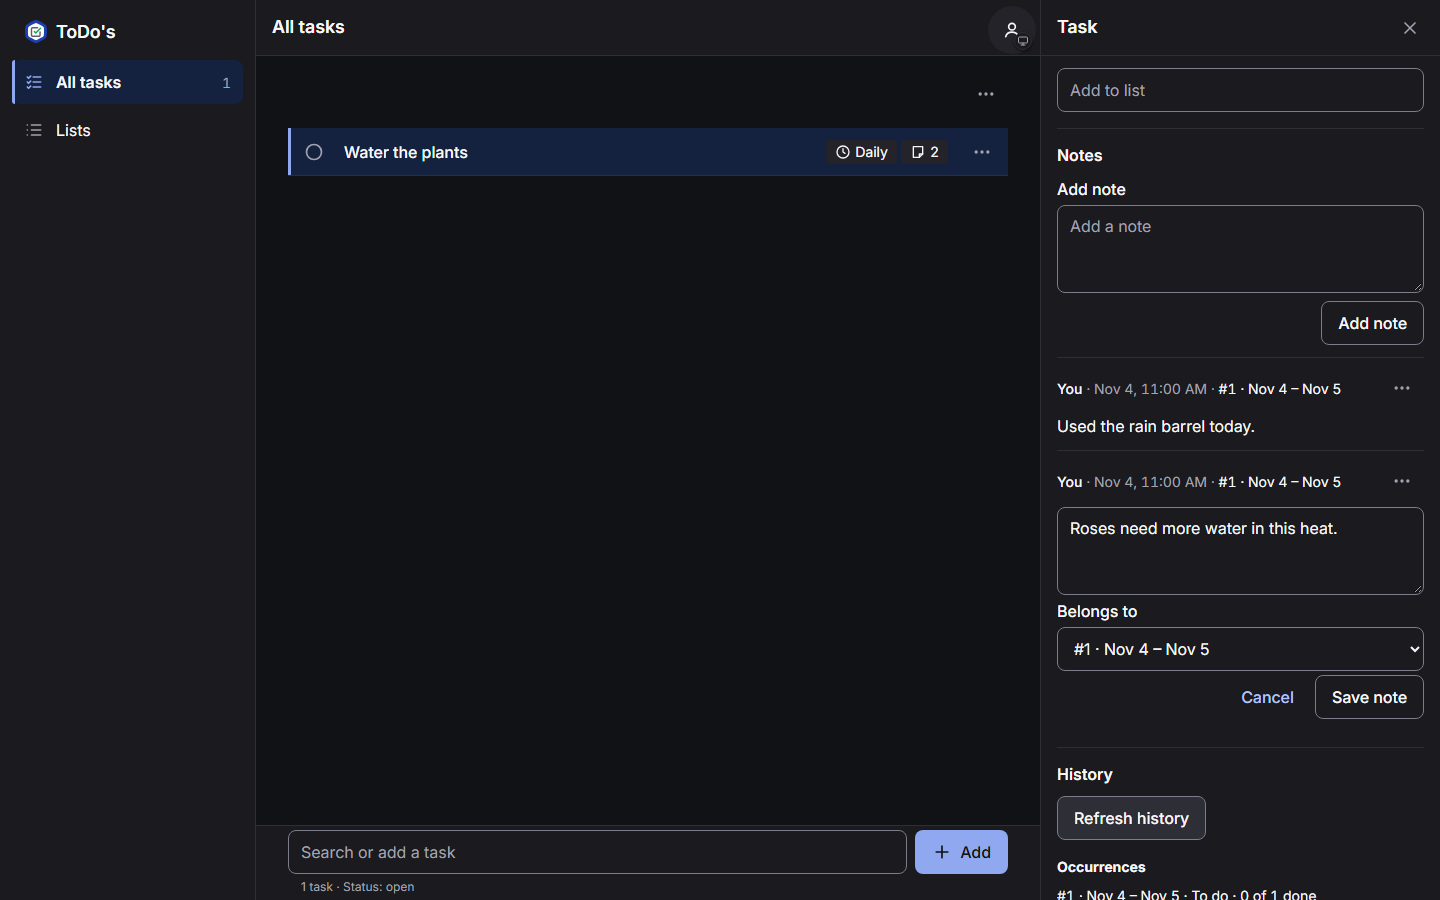 ToDo's
All tasks
1
Lists
All tasks
Water the plants
Daily
2
Search or add a task
Add
1 task · Status: open
Task
Add to list
Notes
Add note
Add a note
Add note
You · Nov 4, 11:00 AM · #1 · Nov 4 – Nov 5
Used the rain barrel today.
You · Nov 4, 11:00 AM · #1 · Nov 4 – Nov 5
Roses need more water in this heat.
Belongs to
#1 · Nov 4 – Nov 5
Cancel
Save note
History
Refresh history
Occurrences
#1 · Nov 4 – Nov 5 · To do · 0 of 1 done